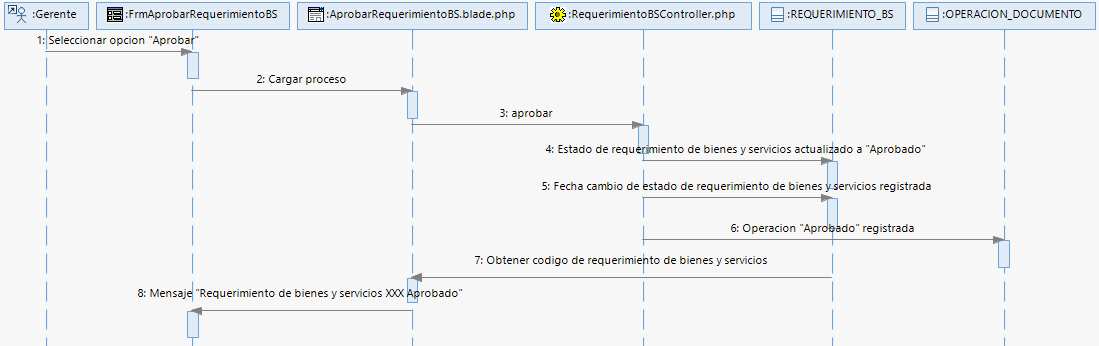 :Gerente
:FrmAprobarRequerimientoBS
:AprobarRequerimientoBS.blade.php
:RequerimientoBSController.php
:REQUERIMIENTO_BS
:OPERACION_DOCUMENTO
1: Seleccionar opcion "Aprobar"
2: Cargar proceso
3: aprobar
4: Estado de requerimiento de bienes y servicios actualizado a "Aprobado"
5: Fecha cambio de estado de requerimiento de bienes y servicios registrada
6: Operacion "Aprobado" registrada
7: Obtener codigo de requerimiento de bienes y servicios
8: Mensaje "Requerimiento de bienes y servicios XXX Aprobado"